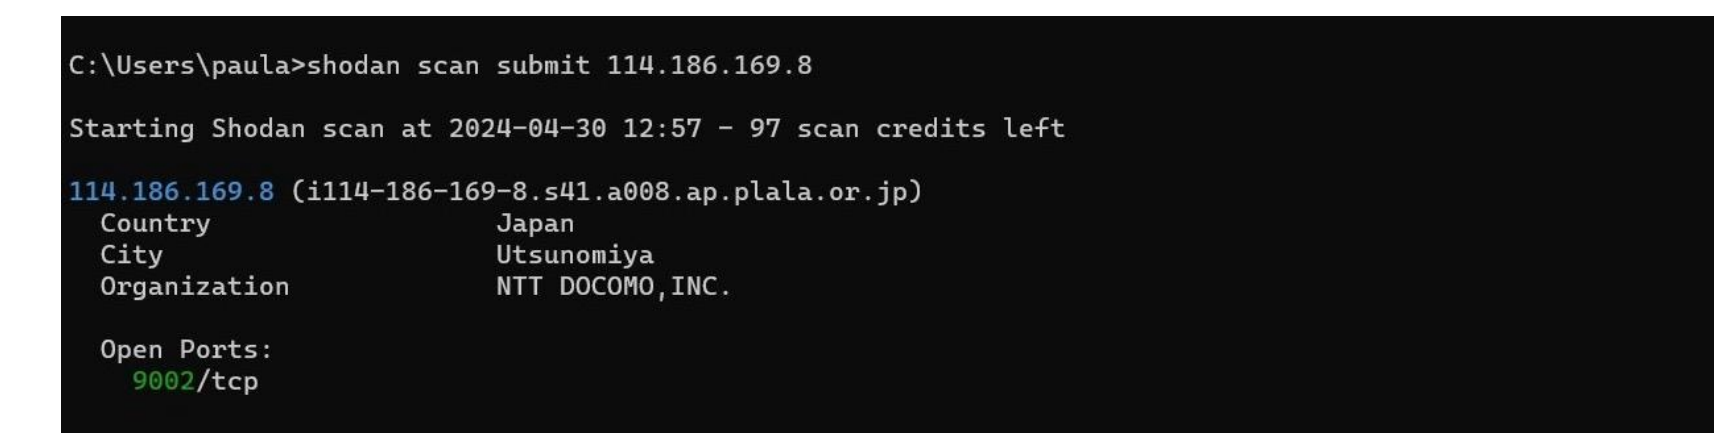 C:\Users\paula>shodan scan submit 114.186.169.8
Starting Shodan scan at 2024-04-30 12:57 - 97 scan credits left
114.186.169.8 (i114-186-169-8.s41.a008.ap.plala.or.jp)
Country Japan
City Utsunomiya
Organization NTT DOCOMO,INC.
Open Ports:
9002/tcp